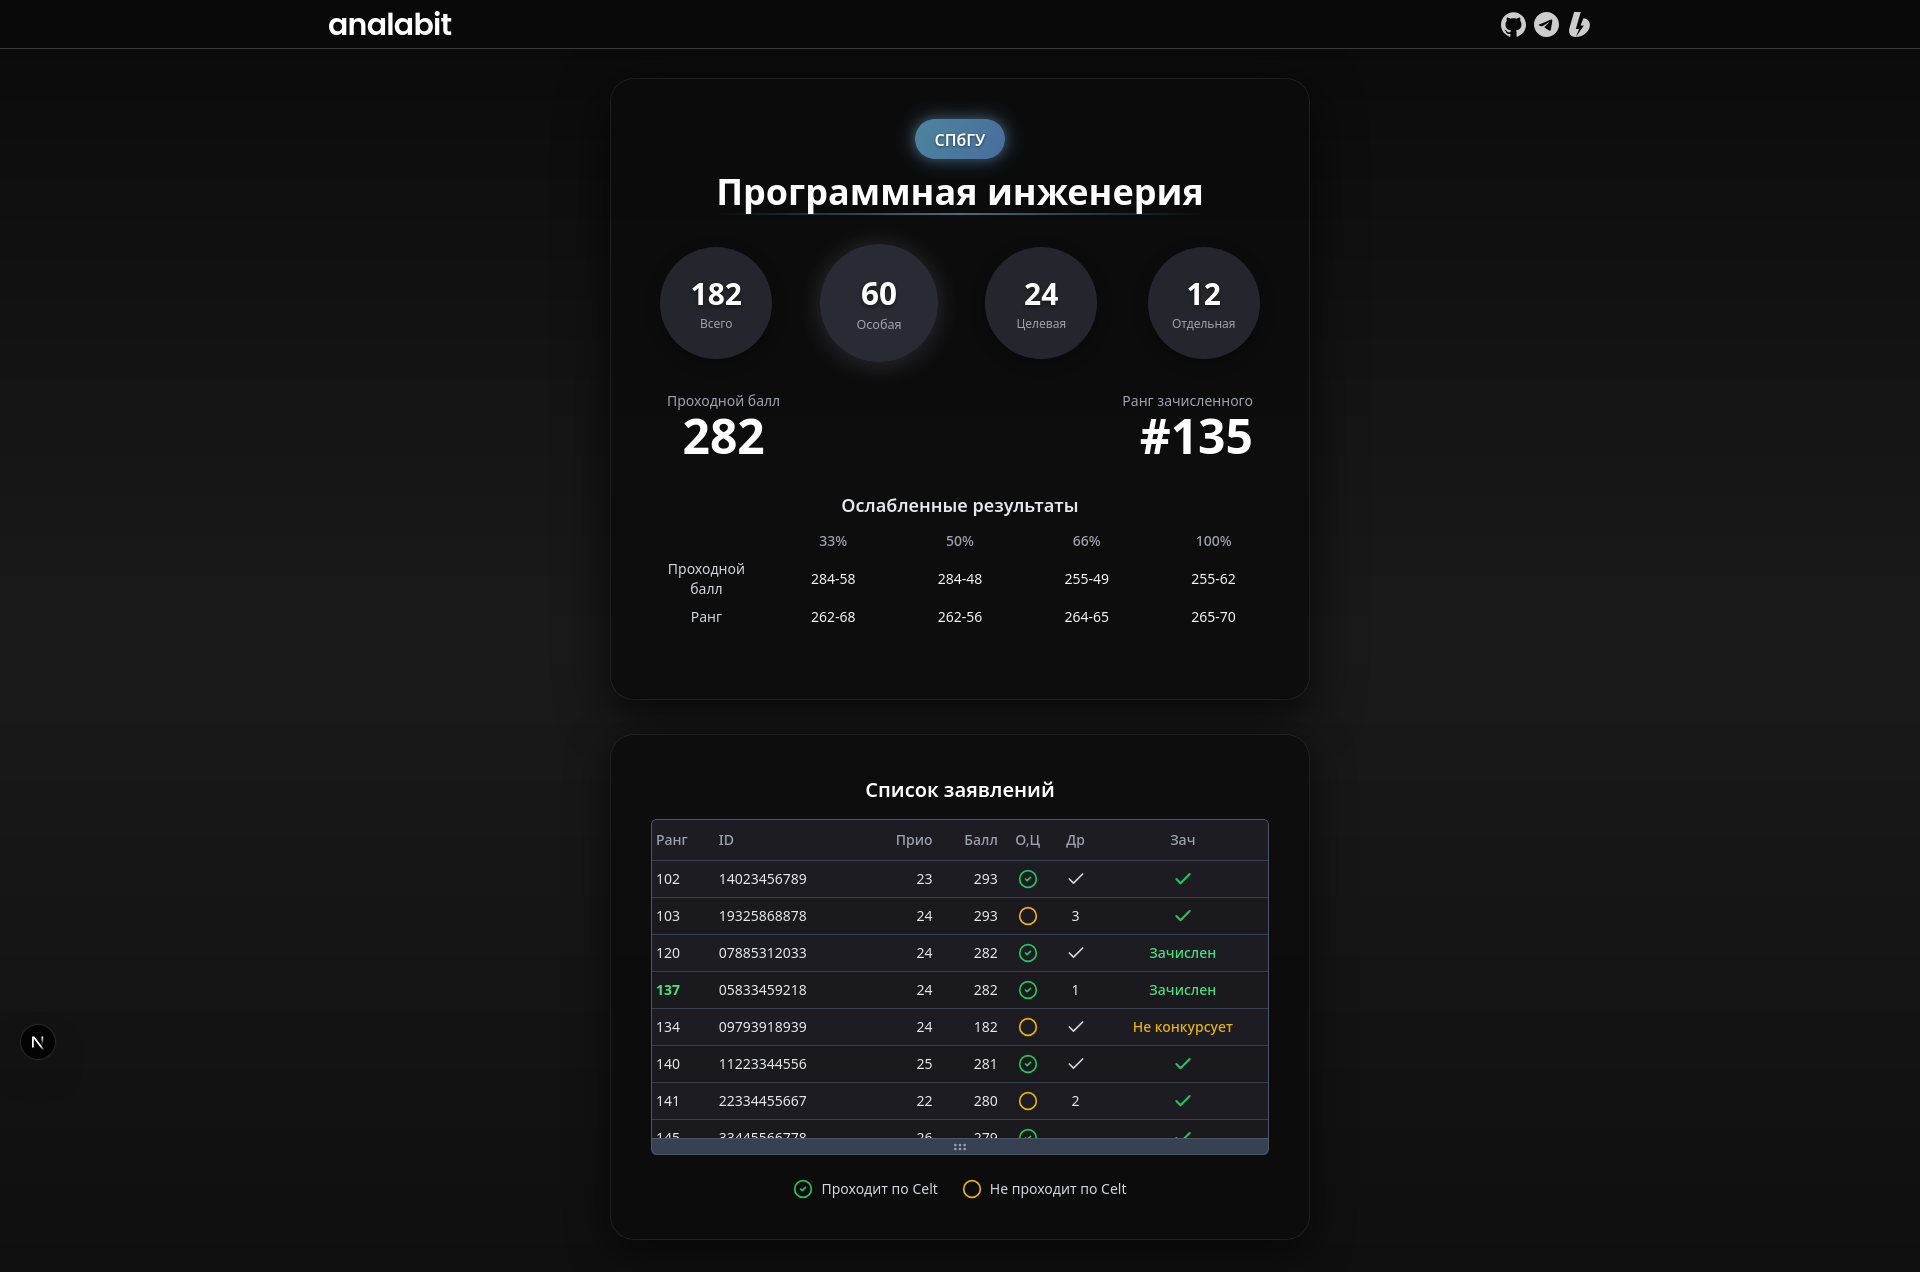 analabit
СПбГУ
Программная инженерия
182 60 24 12
Всего Особая Целевая Отдельная
Проходной балл Ранг зачисленного
282 #135
Ослабленные результаты
33% 50% 66% 100%
Проходной
балл 284-58 284-48 255-49 255-62
Ранг 262-68 262-56 264-65 265-70
Список заявлений
Ранг ID Прио Балл О,Ц Др Зач
102 14023456789 23 293
103 19325868878 24 293 3
120 07885312033 24 282 Зачислен
137 05833459218 24 282 1 Зачислен
134 09793918939 24 182 Не конкурсует
140 11223344556 25 281
141 22334455667 22 280 2
145 33445566778 26 279
Проходит по Celt Не проходит по Celt